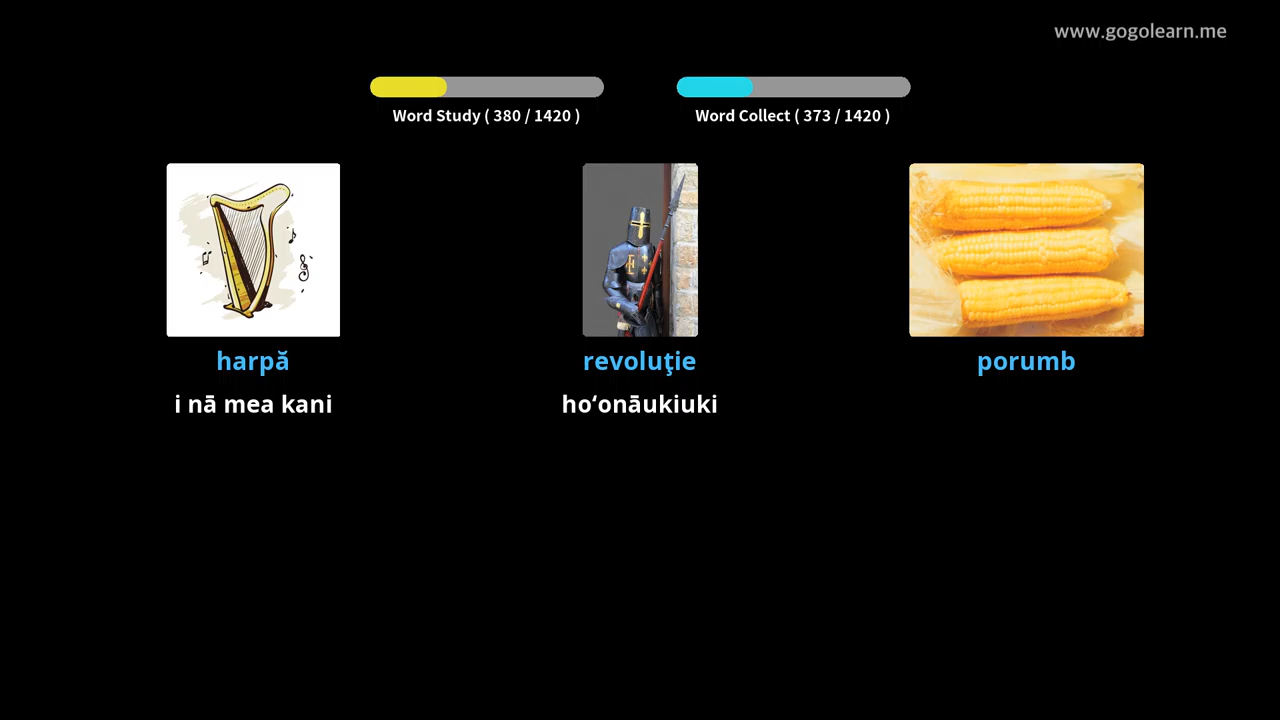 www.gogolearn.me
Word Study ( 380 / 1420 )
Word Collect ( 373 / 1420 )
harpă
revoluţie
porumb
i nā mea kani
hoʻonāukiuki